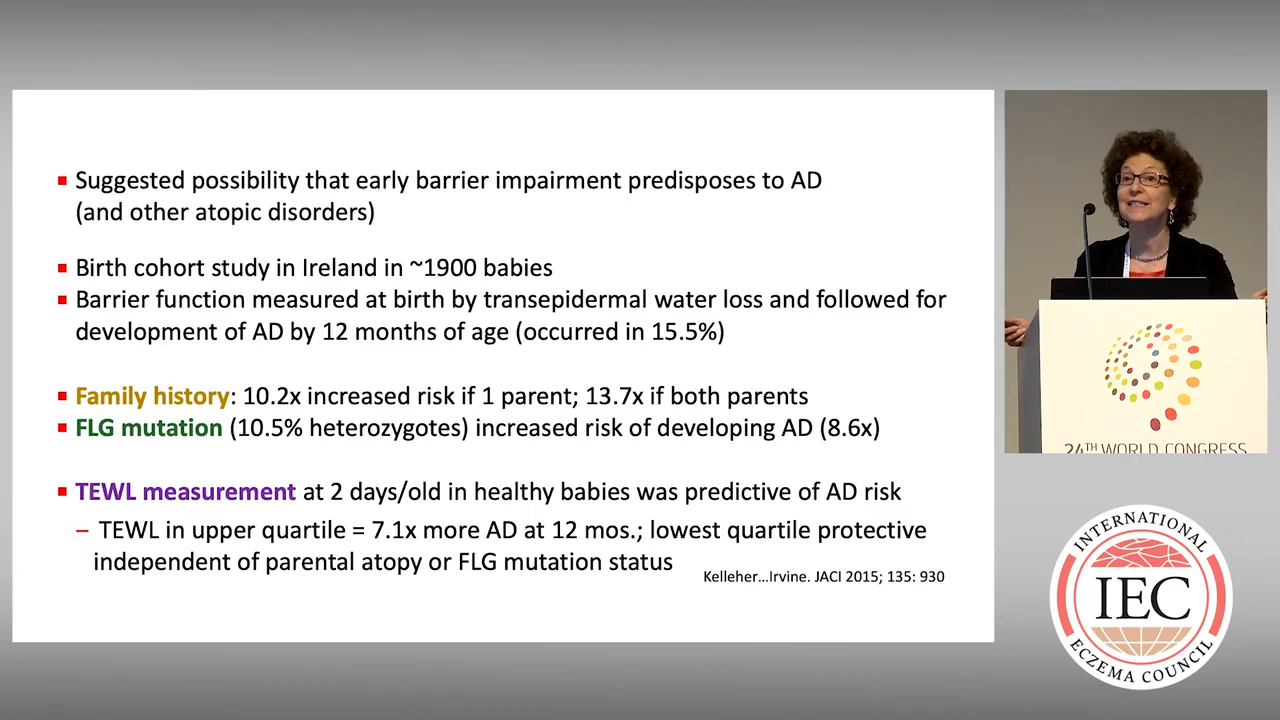 ▪ Suggested possibility that early barrier impairment predisposes to AD
(and other atopic disorders)
▪ Birth cohort study in Ireland in ~1900 babies
▪ Barrier function measured at birth by transepidermal water loss and followed for
development of AD by 12 months of age (occurred in 15.5%)
▪ Family history: 10.2x increased risk if 1 parent; 13.7x if both parents
▪ FLG mutation (10.5% heterozygotes) increased risk of developing AD (8.6x)
▪ TEWL measurement at 2 days/old in healthy babies was predictive of AD risk
– TEWL in upper quartile = 7.1x more AD at 12 mos.; lowest quartile protective
independent of parental atopy or FLG mutation status
Kelleher...Irvine. JACI 2015; 135: 930
24TH WORLD CONGRESS
INTERNATIONAL
IEC
ECZEMA COUNCIL